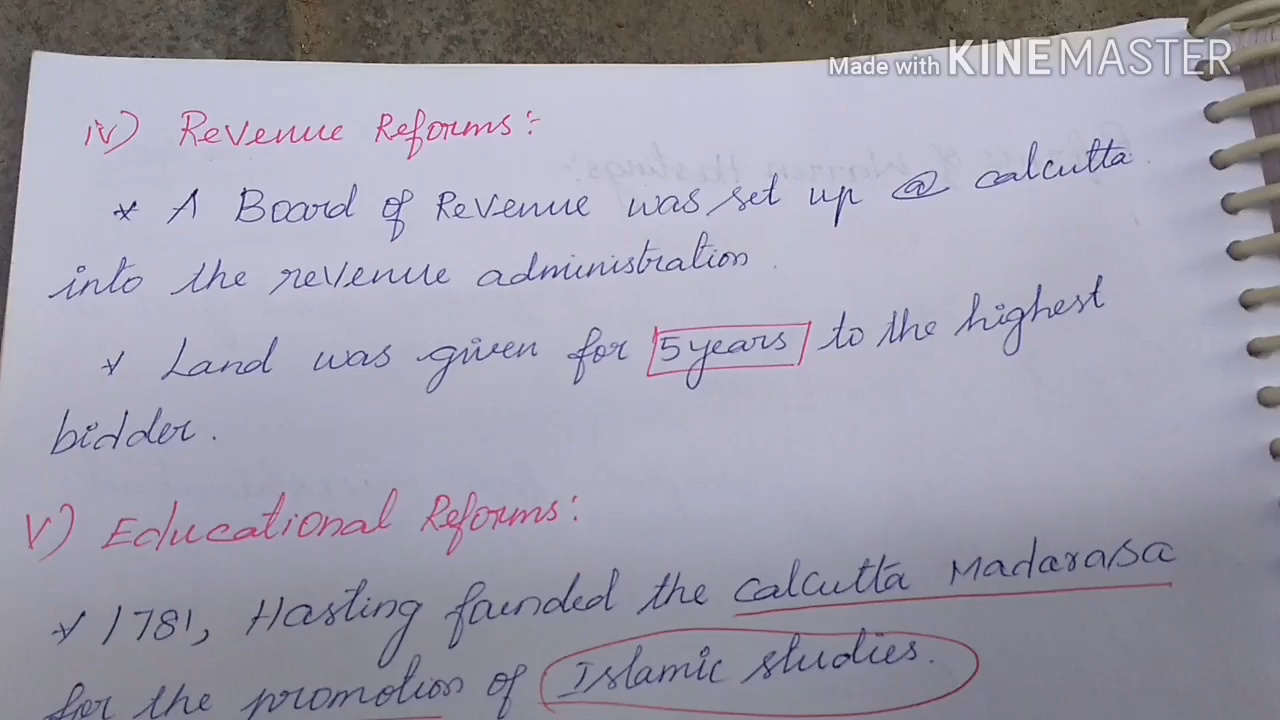 Made with KINEMASTER
iv) Revenue Reforms:-
* A Board of Revenue was set up @ calcutta
into the revenue administration.
* Land was given for 5 years to the highest
bidder.
V) Educational Reforms:
* 1781, Hasting founded the calcutta Madarasa
for the promotion of Islamic studies.